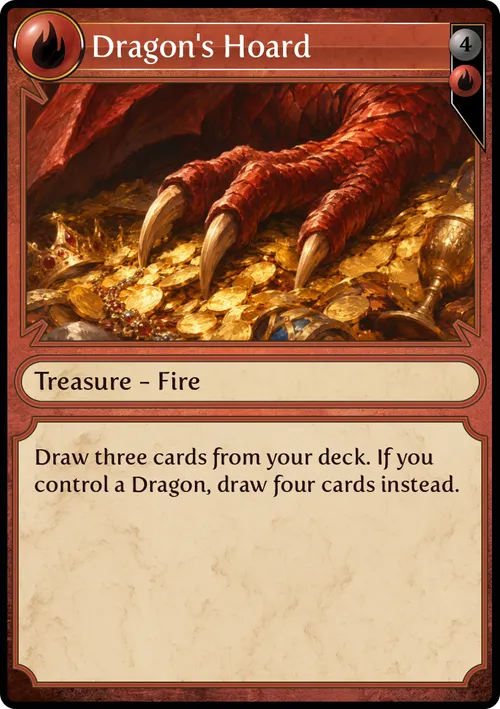 Dragon's Hoard
4
Treasure – Fire
Draw three cards from your deck. If you
control a Dragon, draw four cards instead.